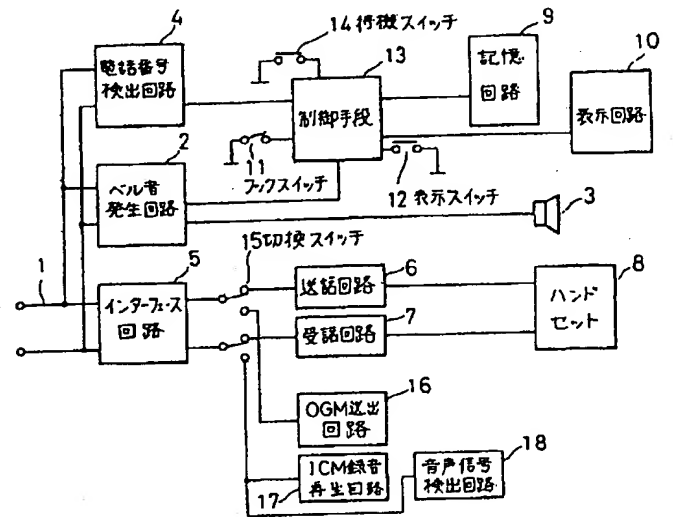 4
14 待機スイッチ
13
9
10
電話番号
検出回路
制御手段
記憶
回路
表示回路
2
11
フックスイッチ
12 表示スイッチ
ベル音
発生回路
3
15切換スイッチ
1
5
インターフェース
回路
6
送話回路
7
受話回路
8
ハンド
セット
16
OGM送出
回路
18
ICM録音
再生回路
17
音声信号
検出回路